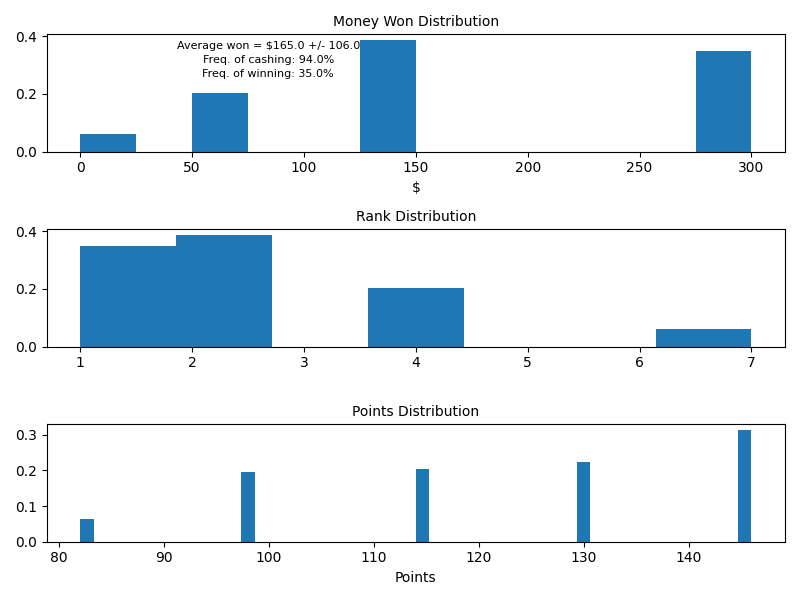 Money Won Distribution
0.4
0.2
0.0
Average won = $165.0 +/- 106.0
Freq. of cashing: 94.0%
Freq. of winning: 35.0%
0 50 100 150 200 250 300
$
Rank Distribution
0.4
0.2
0.0
1 2 3 4 5 6 7
Points Distribution
0.3
0.2
0.1
0.0
80 90 100 110 120 130 140
Points